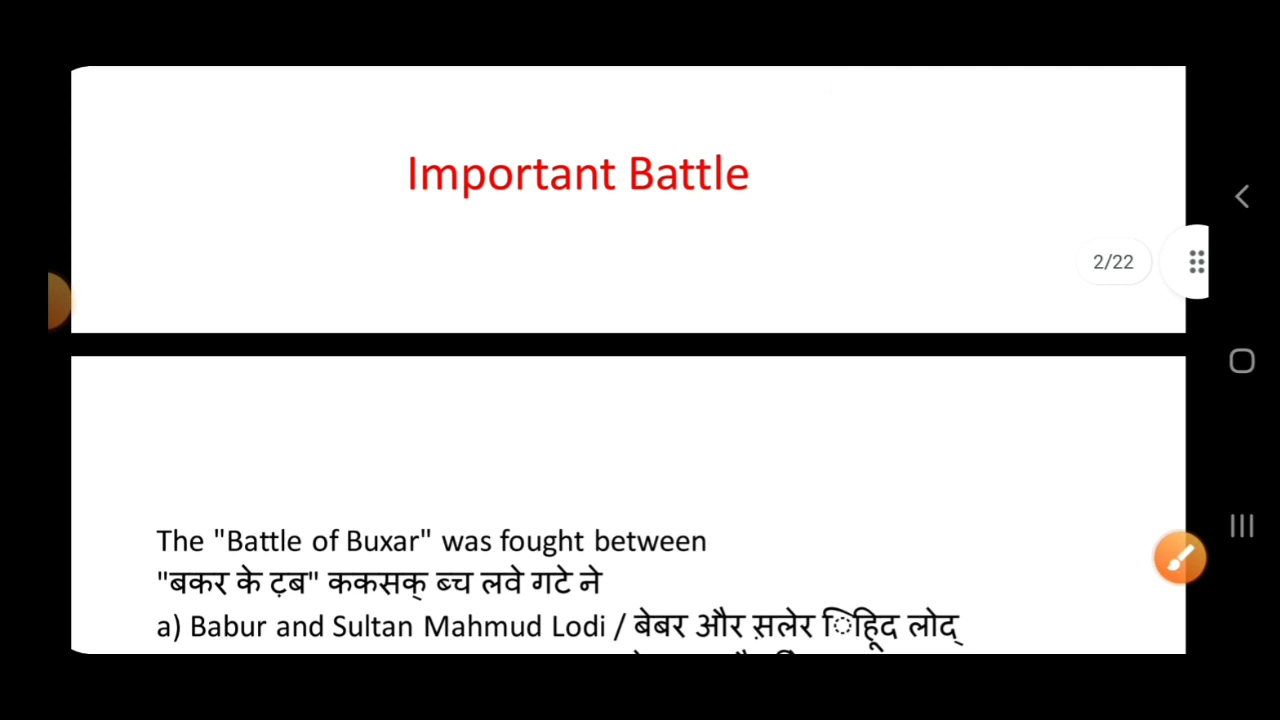 Important Battle
2/22
The "Battle of Buxar" was fought between
"बकर के ट़ब" ककसक् ब्च लवे गटे ने
a) Babur and Sultan Mahmud Lodi / बेबर और स़लेर िहिूद लोद्